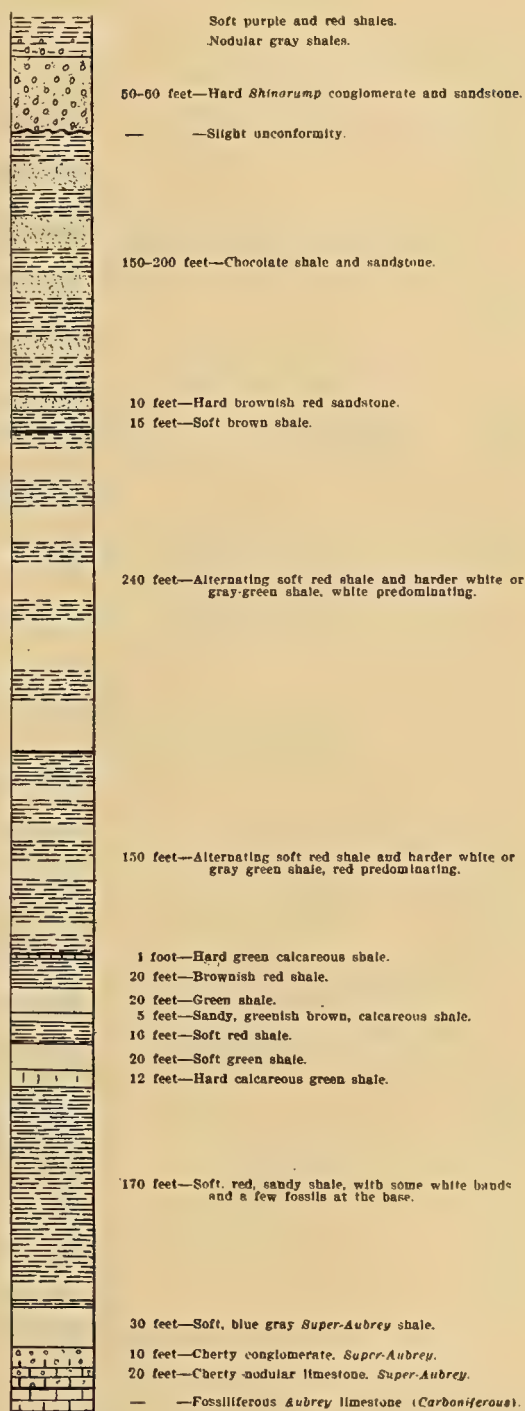 Soft purple and red shales.
Nodular gray shales.
50-60 feet—Hard Shinarump conglomerate and sandstone.
— —Slight unconformity.
150-200 feet—Chocolate shale and sandstone.
10 feet—Hard brownish red sandstone.
15 feet—Soft brown shale.
240 feet—Alternating soft red shale and harder white or
gray-green shale, white predominating.
150 feet—Alternating soft red shale and harder white or
gray green shale, red predominating.
1 foot—Hard green calcareous shale.
20 feet—Brownish red shale.
20 feet—Green shale.
5 feet—Sandy, greenish brown, calcareous shale.
16 feet—Soft red shale.
20 feet—Soft green shale.
12 feet—Hard calcareous green shale.
170 feet—Soft, red, sandy shale, with some white bands
and a few fossils at the base.
30 feet—Soft, blue gray Super-Aubrey shale.
10 feet—Cherty conglomerate. Super-Aubrey.
20 feet—Cherty nodular limestone. Super-Aubrey.
— —Fossiliferous Aubrey limestone (Carboniferous).